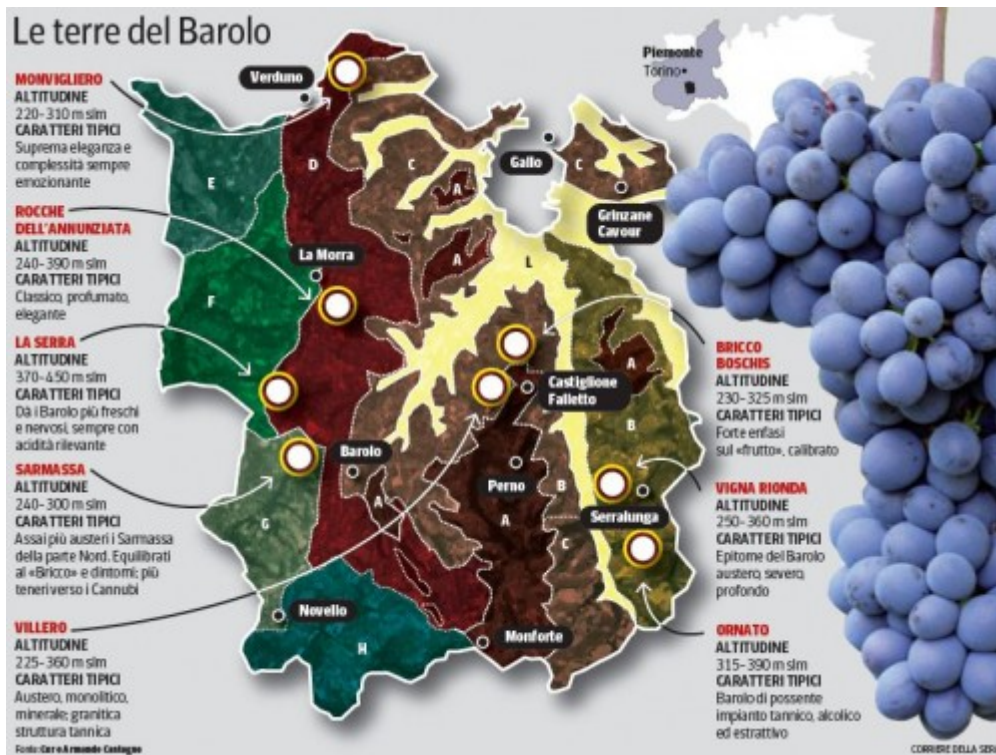 Le terre del Barolo
MONVIGLIERO
ALTITUDINE
220-310 m slm
CARATTERI TIPICI
Suprema eleganza e
complessità sempre
emozionante
ROCCHE
DELL'ANNUNZIATA
ALTITUDINE
240-390 m slm
CARATTERI TIPICI
Classico, profumato,
elegante
LA SERRA
ALTITUDINE
370-450 m slm
CARATTERI TIPICI
Dà i Barolo più freschi
e nervosi, sempre con
acidità rilevante
SARMASSA
ALTITUDINE
240-300 m slm
CARATTERI TIPICI
Assai più austeri i Sarmassa
della parte Nord. Equilibrati
al «Bricco» e dintorni; più
teneri verso i Cannubi
VILLERO
ALTITUDINE
225-360 m slm
CARATTERI TIPICI
Austero, monolitico,
minerale; granitica
struttura tannica
Fonte: Cer e Armando Castagno
Verduno
E
D
C
A
Gallo
C
Grinzane
Cavour
Piemonte
Torino
La Morra
A
L
F
A
Castiglione
Falletto
B
Barolo
A
Perno
A
B
Serralunga
G
C
Novello
H
Monforte
BRICCO
BOSCHIS
ALTITUDINE
230-325 m slm
CARATTERI TIPICI
Forte enfasi
sul «frutto», calibrato
VIGNA RIONDA
ALTITUDINE
250-360 m slm
CARATTERI TIPICI
Epitome del Barolo
austero, severo,
profondo
ORNATO
ALTITUDINE
315-390 m slm
CARATTERI TIPICI
Barolo di possente
impianto tannico, alcolico
ed estrattivo
CORRIERE DELLA SERA